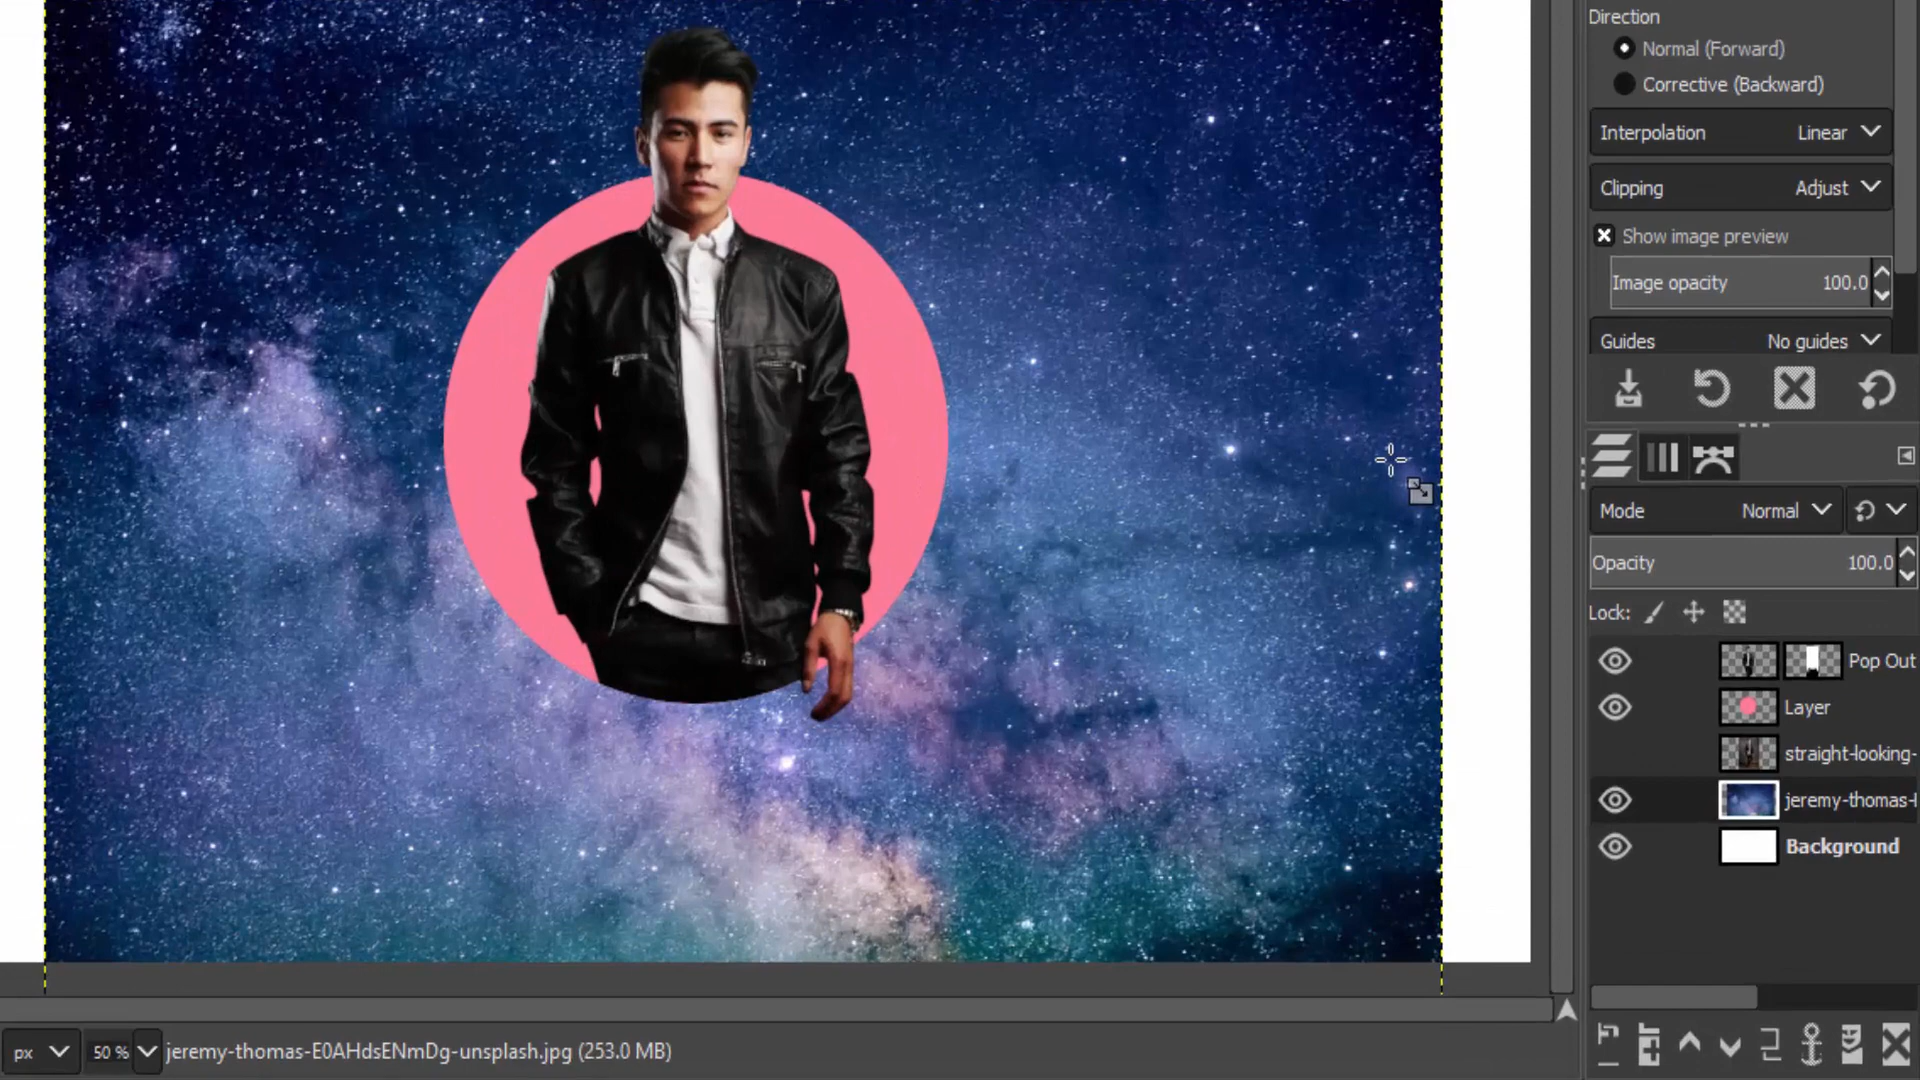 Direction
Normal (Forward)
Corrective (Backward)
Interpolation Linear
Clipping Adjust
Show image preview
Image opacity 100.0
Guides No guides
Mode Normal
Opacity 100.0
Lock:
Pop Out
Layer
straight-looking-
jeremy-thomas-
Background
px 50 % jeremy-thomas-E0AHdsENmDg-unsplash.jpg (253.0 MB)